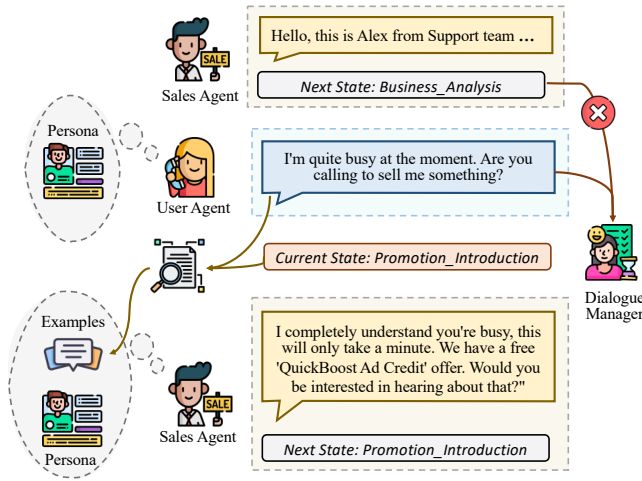 Hello, this is Alex from Support team ...
SALE
Sales Agent
Next State: Business_Analysis
Persona
I'm quite busy at the moment. Are you
calling to sell me something?
User Agent
Current State: Promotion_Introduction
Dialogue
Manager
Examples
I completely understand you're busy, this
will only take a minute. We have a free
'QuickBoost Ad Credit' offer. Would you
be interested in hearing about that?"
SALE
Sales Agent
Next State: Promotion_Introduction
Persona